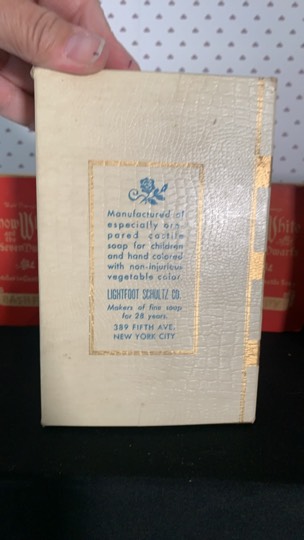 Manufactured of
especially pre-
pared castile
soap for children
and hand colored
with non-injurious
vegetable color.
LIGHTFOOT SCHULTZ CO.
Makers of fine soap
for 28 years.
389 FIFTH AVE.
NEW YORK CITY